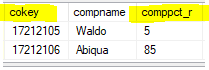 cokey compname comppct_r
17212105 Waldo 5
17212106 Abiqua 85